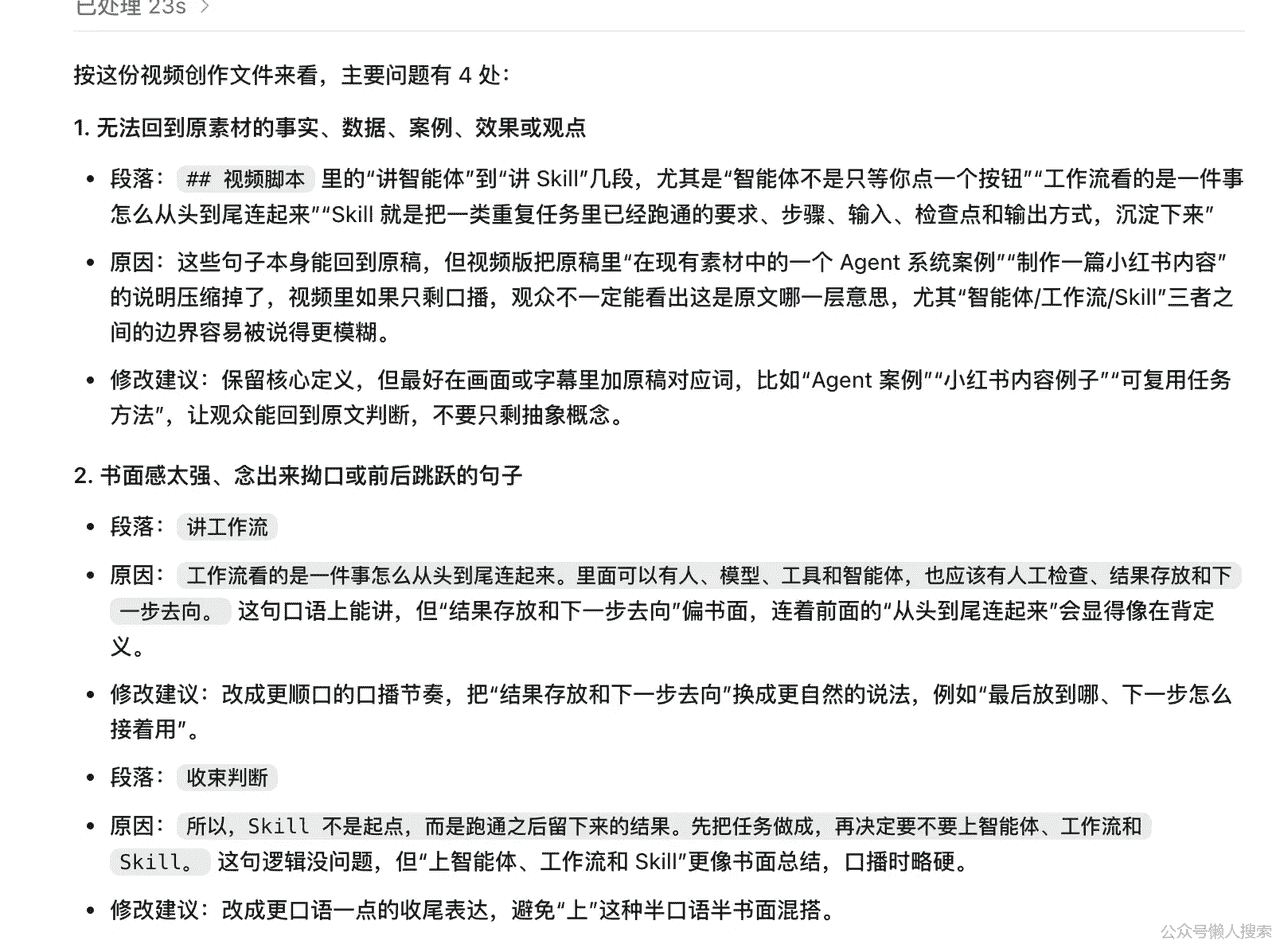 已处理 23s >
按这份视频创作文件来看，主要问题有 4 处：
1. 无法回到原素材的事实、数据、案例、效果或观点
• 段落： ## 视频脚本 里的“讲智能体”到“讲 Skill”几段，尤其是“智能体不是只等你点一个按钮”“工作流看的是一件事
怎么从头到尾连起来”“Skill 就是把一类重复任务里已经跑通的要求、步骤、输入、检查点和输出方式，沉淀下来”
• 原因：这些句子本身能回到原稿，但视频版把原稿里“在现有素材中的一个 Agent 系统案例”“制作一篇小红书内容”
的说明压缩掉了，视频里如果只剩口播，观众不一定能看出这是原文哪一层意思，尤其“智能体/工作流/Skill”三者之
间的边界容易被说得更模糊。
• 修改建议：保留核心定义，但最好在画面或字幕里加原稿对应词，比如“Agent 案例”“小红书内容例子”“可复用任务
方法”，让观众能回到原文判断，不要只剩抽象概念。
2. 书面感太强、念出来拗口或前后跳跃的句子
• 段落： 讲工作流
• 原因： 工作流看的是一件事怎么从头到尾连起来。里面可以有人、模型、工具和智能体，也应该有人工检查、结果存放和下
一步去向。 这句口语上能讲，但“结果存放和下一步去向”偏书面，连着前面的“从头到尾连起来”会显得像在背定
义。
• 修改建议：改成更顺口的口播节奏，把“结果存放和下一步去向”换成更自然的说法，例如“最后放到哪、下一步怎么
接着用”。
• 段落： 收束判断
• 原因： 所以，Skill 不是起点，而是跑通之后留下来的结果。先把任务做成，再决定要不要上智能体、工作流和
Skill。 这句逻辑没问题，但“上智能体、工作流和 Skill”更像书面总结，口播时略硬。
• 修改建议：改成更口语一点的收尾表达，避免“上”这种半口语半书面混搭。
公众号懒人搜索